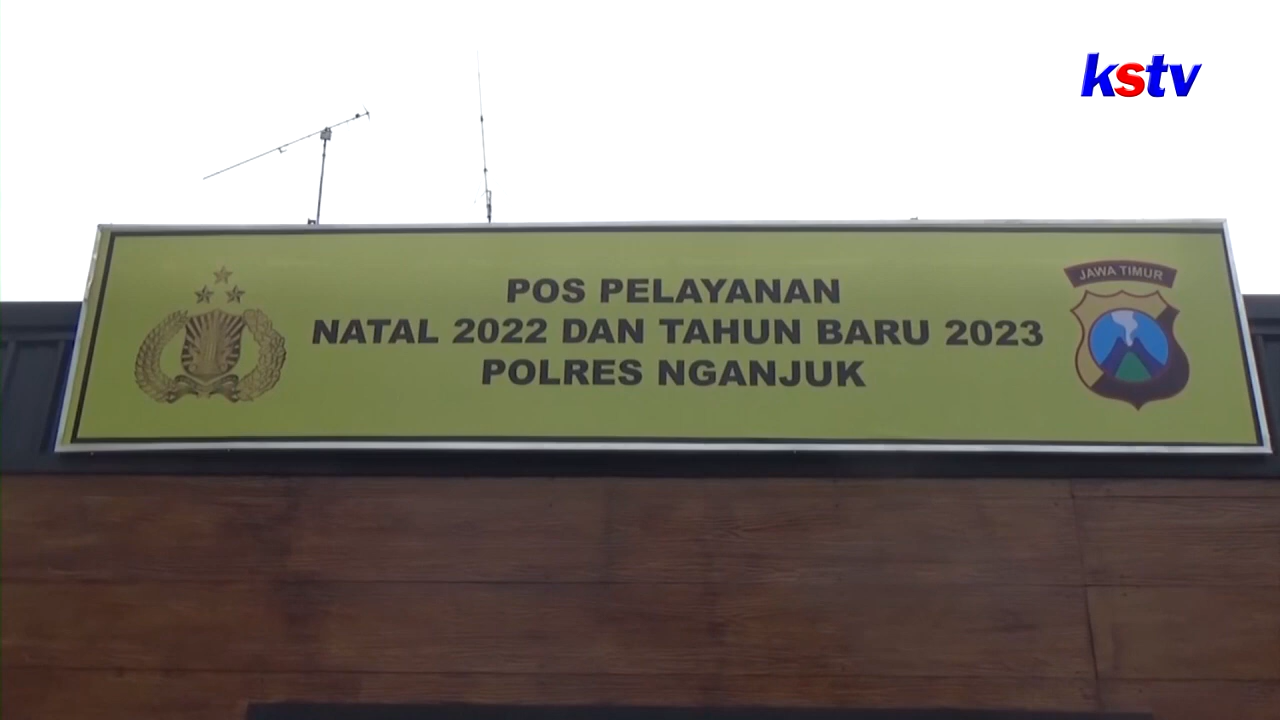 kstv
POS PELAYANAN
NATAL 2022 DAN TAHUN BARU 2023
POLRES NGANJUK
JAWA TIMUR